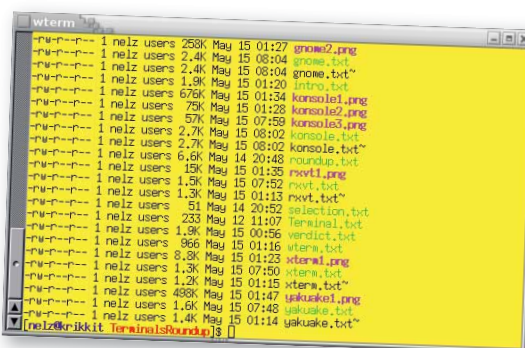 wterm
-rw-r--r-- 1 nelz users 258K May 15 01:27 gnome2.png
-rw-r--r-- 1 nelz users 2.4K May 15 08:04 gnome.txt
-rw-r--r-- 1 nelz users 2.4K May 15 08:04 gnome.txt~
-rw-r--r-- 1 nelz users 1.9K May 15 01:20 intro.txt
-rw-r--r-- 1 nelz users 676K May 15 01:34 konsole1.png
-rw-r--r-- 1 nelz users 75K May 15 01:28 konsole2.png
-rw-r--r-- 1 nelz users 57K May 15 07:59 konsole3.png
-rw-r--r-- 1 nelz users 2.7K May 15 08:02 konsole.txt
-rw-r--r-- 1 nelz users 2.7K May 15 08:02 konsole.txt~
-rw-r--r-- 1 nelz users 6.6K May 14 20:48 roundup.txt
-rw-r--r-- 1 nelz users 15K May 15 01:35 rxvt1.png
-rw-r--r-- 1 nelz users 1.5K May 15 07:52 rxvt.txt
-rw-r--r-- 1 nelz users 1.3K May 15 01:13 rxvt.txt~
-rw-r--r-- 1 nelz users 51 May 14 20:52 selection.txt
-rw-r--r-- 1 nelz users 233 May 12 11:07 Terminal.txt
-rw-r--r-- 1 nelz users 1.9K May 15 00:56 verdict.txt
-rw-r--r-- 1 nelz users 966 May 15 01:16 wterm.txt
-rw-r--r-- 1 nelz users 8.8K May 15 01:23 xterm1.png
-rw-r--r-- 1 nelz users 1.3K May 15 07:50 xterm.txt
-rw-r--r-- 1 nelz users 1.2K May 15 01:15 xterm.txt~
-rw-r--r-- 1 nelz users 498K May 15 01:47 yakuake1.png
-rw-r--r-- 1 nelz users 1.6K May 15 07:48 yakuake.txt
-rw-r--r-- 1 nelz users 1.4K May 15 01:14 yakuake.txt~
[nelz@krikkit TerminalsRoundup]$